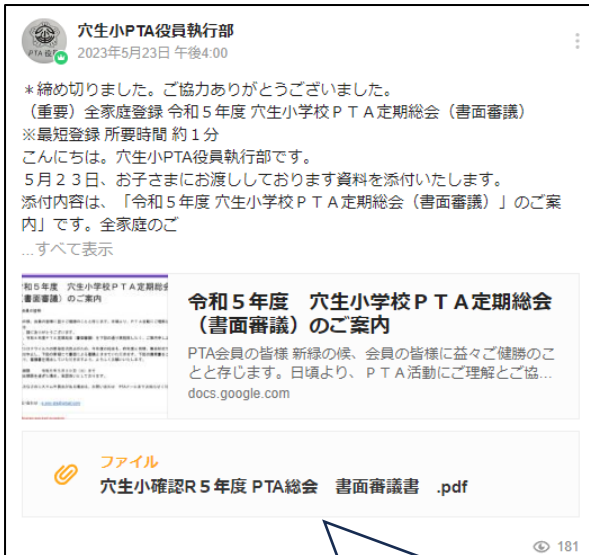 穴生小PTA役員執行部
2023年5月23日 午後4:00
＊締め切りました。ご協力ありがとうございました。
（重要）全家庭登録 令和５年度 穴生小学校ＰＴＡ定期総会（書面審議）
※最短登録 所要時間 約１分
こんにちは。穴生小PTA役員執行部です。
５月２３日、お子さまにお渡ししております資料を添付いたします。
添付内容は、「令和５年度 穴生小学校ＰＴＡ定期総会（書面審議）」のご案
内」です。全家庭のご
...すべて表示
令和５年度　穴生小学校ＰＴＡ定期総会
（書面審議）のご案内
PTA会員の皆様 新緑の候、会員の皆様に益々ご健勝のこ
とと存じます。日頃より、ＰＴＡ活動にご理解とご協...
docs.google.com
ファイル
穴生小確認R５年度 PTA総会　書面審議書　.pdf
181